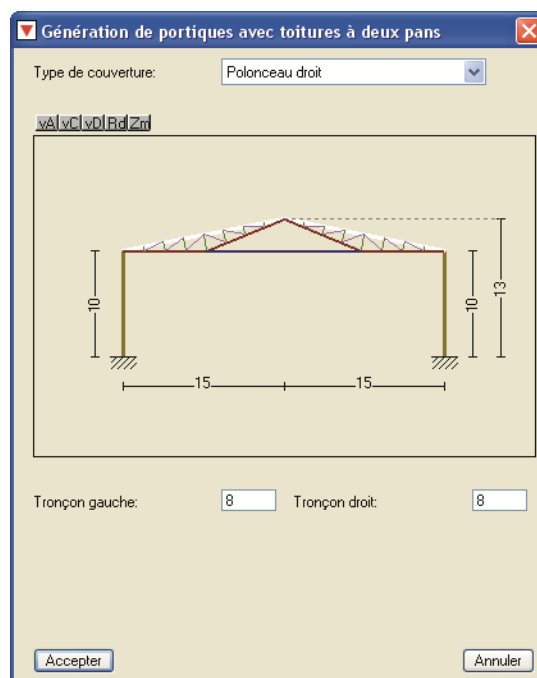 Génération de portiques avec toitures à deux pans
Type de couverture: Polonceau droit
vA vC vD Rd Zm
10
10
13
15 15
Tronçon gauche: 8 Tronçon droit: 8
Accepter Annuler